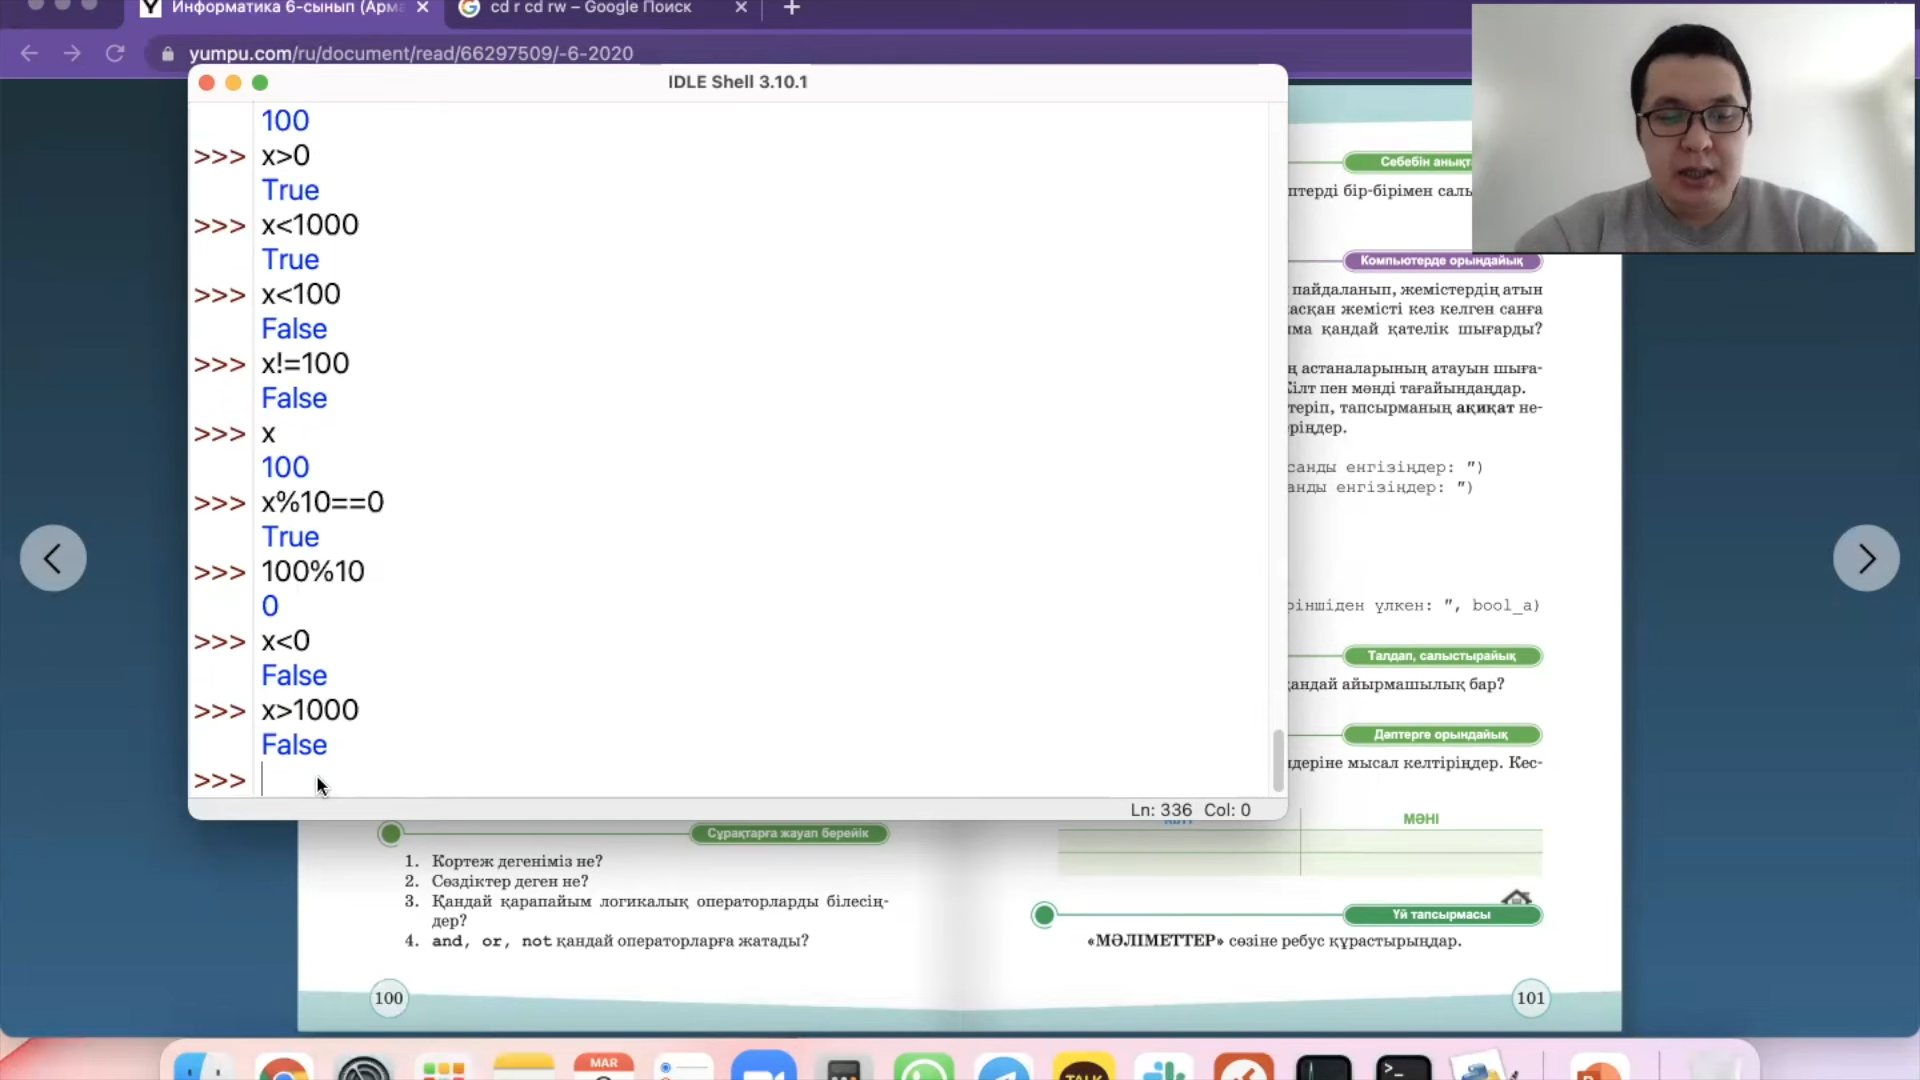 Информатика 6-сынып (Арма
cd r cd rw – Google Поиск
yumpu.com/ru/document/read/66297509/-6-2020
IDLE Shell 3.10.1
100
>>> x>0
True
>>> x<1000
True
>>> x<100
False
>>> x!=100
False
>>> x
100
>>> x%10==0
True
>>> 100%10
0
>>> x<0
False
>>> x>1000
False
>>>
Ln: 336 Col: 0
Сұрақтарға жауап берейік
1. Кортеж дегеніміз не?
2. Сөздіктер деген не?
3. Қандай қарапайым логикалық операторларды білесің-
дер?
4. and, or, not қандай операторларға жатады?
100
Себебін анықт
птерді бір-бірімен салы
Компьютерде орындайық
пайдаланып, жемістердің атын
асқан жемісті кез келген санға
ма қандай қателік шығарды?
ң астаналарының атауын шыға-
Кілт пен мәнді тағайындаңдар.
теріп, тапсырманың ақиқат не-
ріңдер.
санды енгізіңдер: ")
анды енгізіңдер: ")
ріншіден үлкен: ", bool_a)
Талдап, салыстырайық
қандай айырмашылық бар?
Дәптерге орындайық
ідеріне мысал келтіріңдер. Кес-
МӘНІ
Үй тапсырмасы
«МӘЛІМЕТТЕР» сөзіне ребус құрастырыңдар.
101
MAR
TALK
>_